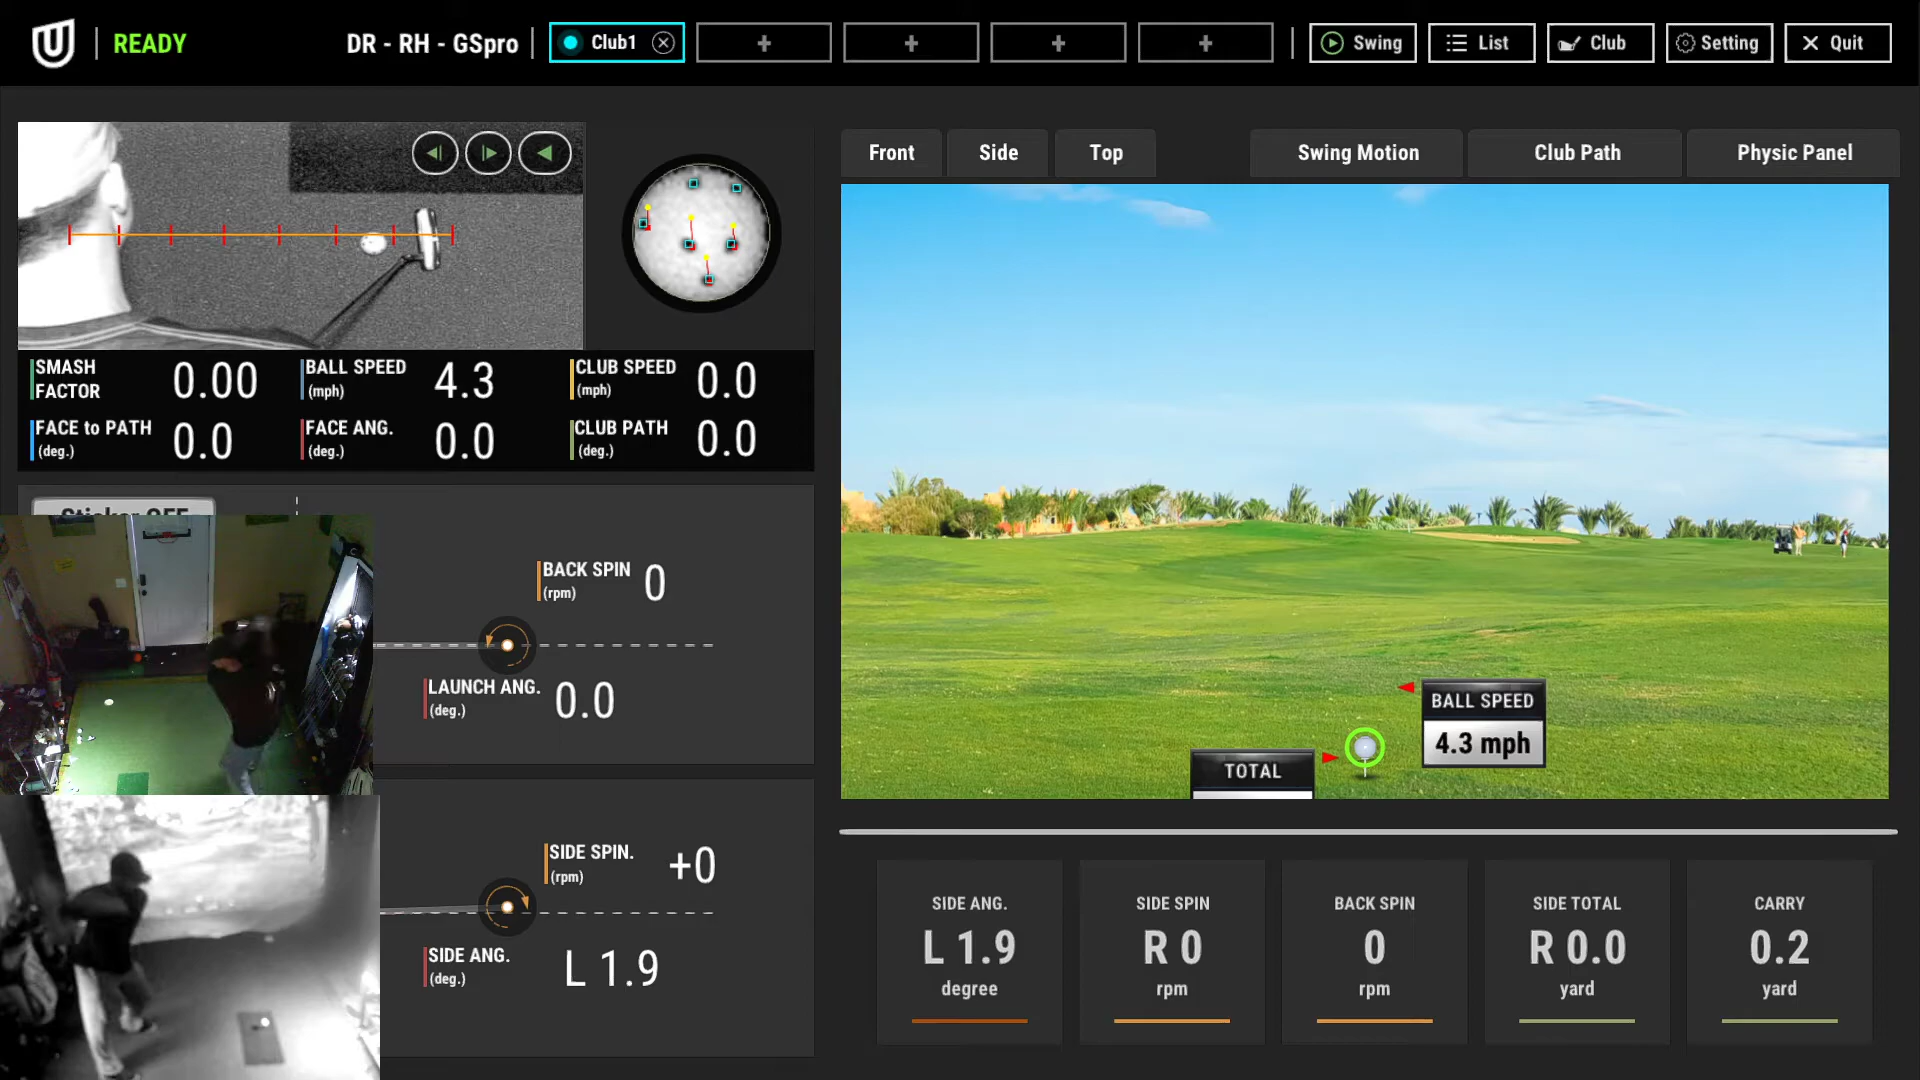 READY
DR - RH - GSpro
Club1
Swing
List
Club
Setting
Quit
Front
Side
Top
Swing Motion
Club Path
Physic Panel
SMASH FACTOR 0.00
BALL SPEED (mph) 4.3
CLUB SPEED (mph) 0.0
FACE to PATH (deg.) 0.0
FACE ANG. (deg.) 0.0
CLUB PATH (deg.) 0.0
Sticker OFF
BACK SPIN (rpm) 0
LAUNCH ANG. (deg.) 0.0
SIDE SPIN. (rpm) +0
SIDE ANG. (deg.) L 1.9
BALL SPEED
4.3 mph
TOTAL
SIDE ANG.
L 1.9
degree
SIDE SPIN
R 0
rpm
BACK SPIN
0
rpm
SIDE TOTAL
R 0.0
yard
CARRY
0.2
yard